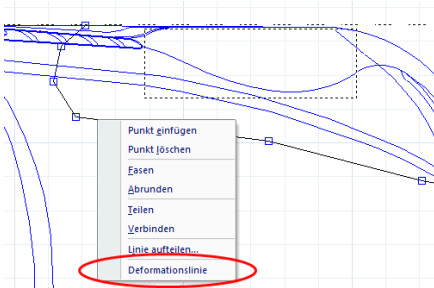 Punkt einfügen
Punkt löschen
Fasen
Abrunden
Teilen
Verbinden
Linie aufteilen...
Deformationslinie